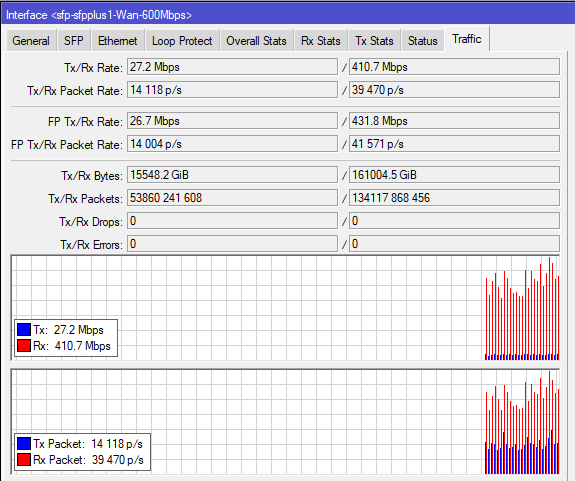 Interface <sfp-sfpplus1-Wan-600Mbps>
General SFP Ethernet Loop Protect Overall Stats Rx Stats Tx Stats Status Traffic
Tx/Rx Rate: 27.2 Mbps / 410.7 Mbps
Tx/Rx Packet Rate: 14 118 p/s / 39 470 p/s
FP Tx/Rx Rate: 26.7 Mbps / 431.8 Mbps
FP Tx/Rx Packet Rate: 14 004 p/s / 41 571 p/s
Tx/Rx Bytes: 15548.2 GiB / 161004.5 GiB
Tx/Rx Packets: 53860 241 608 / 134117 868 456
Tx/Rx Drops: 0 / 0
Tx/Rx Errors: 0 / 0
Tx: 27.2 Mbps
Rx: 410.7 Mbps
Tx Packet: 14 118 p/s
Rx Packet: 39 470 p/s